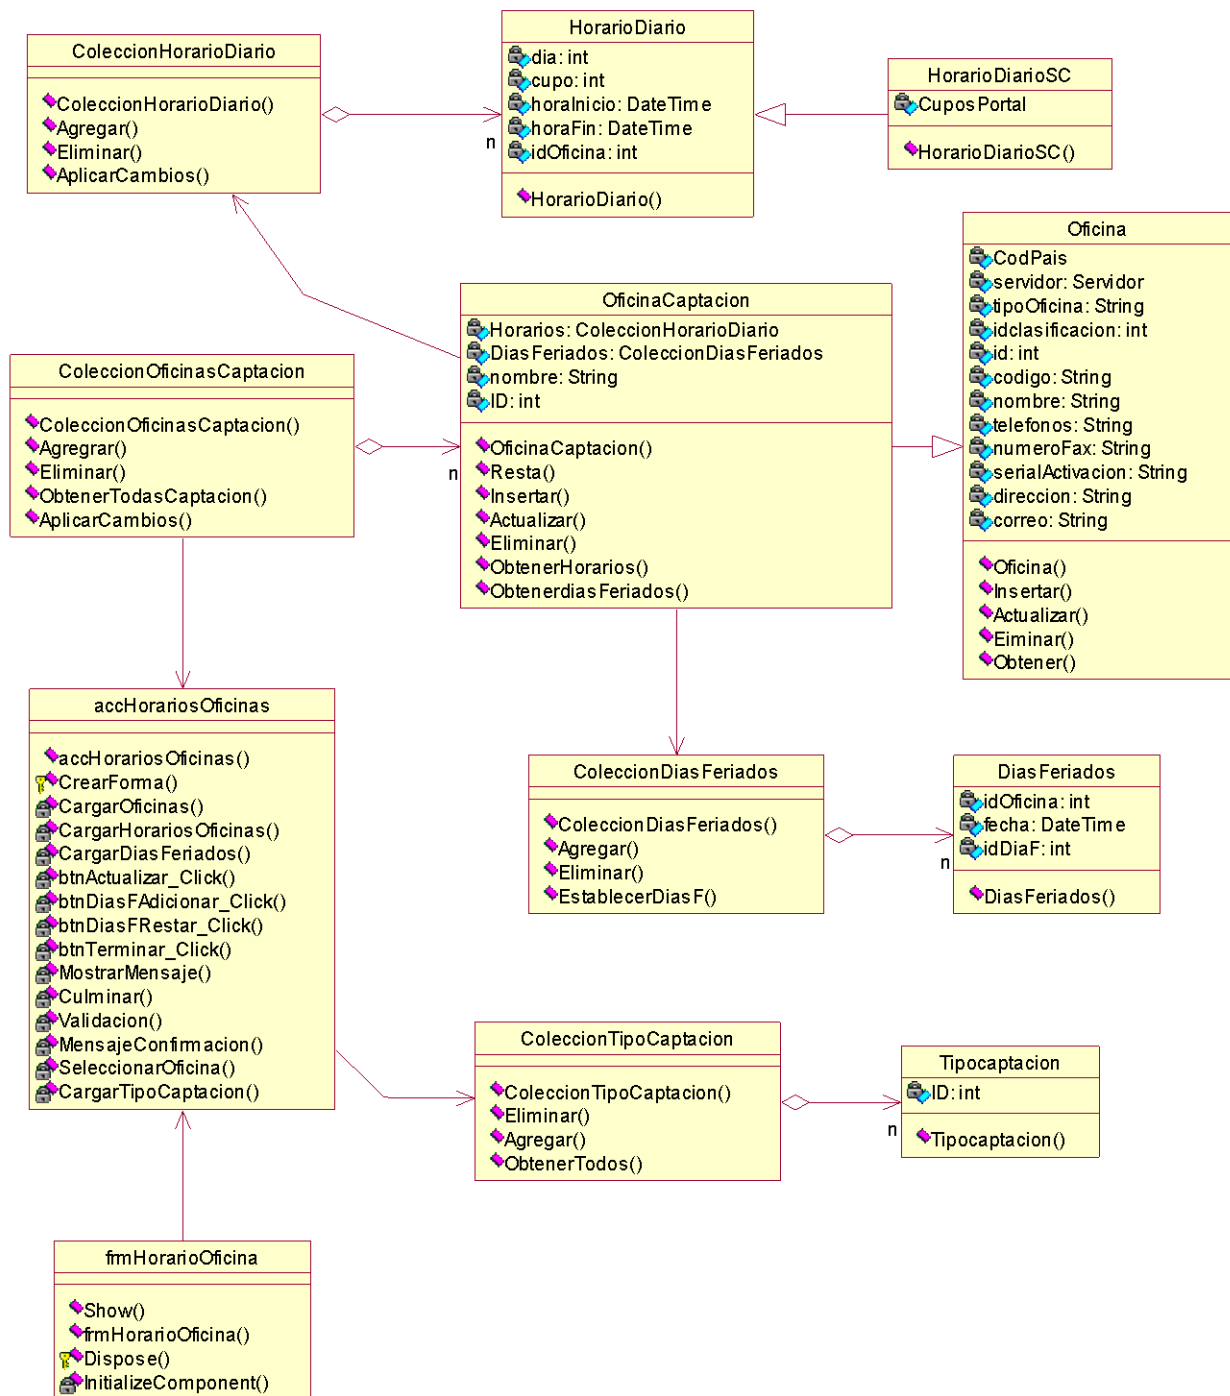 ColeccionHorarioDiario
ColeccionHorarioDiario()
Agregar()
Eliminar()
AplicarCambios()
n
HorarioDiario
dia: int
cupo: int
horaInicio: DateTime
horaFin: DateTime
idOficina: int
HorarioDiario()
HorarioDiarioSC
CuposPortal
HorarioDiarioSC()
Oficina
CodPais
servidor: Servidor
tipoOficina: String
idclasificacion: int
id: int
codigo: String
nombre: String
telefonos: String
numeroFax: String
serialActivacion: String
direccion: String
correo: String
Oficina()
Insertar()
Actualizar()
Eiminar()
Obtener()
OficinaCaptacion
Horarios: ColeccionHorarioDiario
DiasFeriados: ColeccionDiasFeriados
nombre: String
ID: int
OficinaCaptacion()
Resta()
Insertar()
Actualizar()
Eliminar()
ObtenerHorarios()
ObtenerdiasFeriados()
ColeccionOficinasCaptacion
ColeccionOficinasCaptacion()
Agregrar()
Eliminar()
ObtenerTodasCaptacion()
AplicarCambios()
n
accHorariosOficinas
accHorariosOficinas()
CrearForma()
CargarOficinas()
CargarHorariosOficinas()
CargarDiasFeriados()
btnActualizar_Click()
btnDiasFAdicionar_Click()
btnDiasFRestar_Click()
btnTerminar_Click()
MostrarMensaje()
Culminar()
Validacion()
MensajeConfirmacion()
SeleccionarOficina()
CargarTipoCaptacion()
ColeccionDiasFeriados
ColeccionDiasFeriados()
Agregar()
Eliminar()
EstablecerDiasF()
n
DiasFeriados
idOficina: int
fecha: DateTime
idDiaF: int
DiasFeriados()
ColeccionTipoCaptacion
ColeccionTipoCaptacion()
Eliminar()
Agregar()
ObtenerTodos()
n
Tipocaptacion
ID: int
Tipocaptacion()
frmHorarioOficina
Show()
frmHorarioOficina()
Dispose()
InitializeComponent()